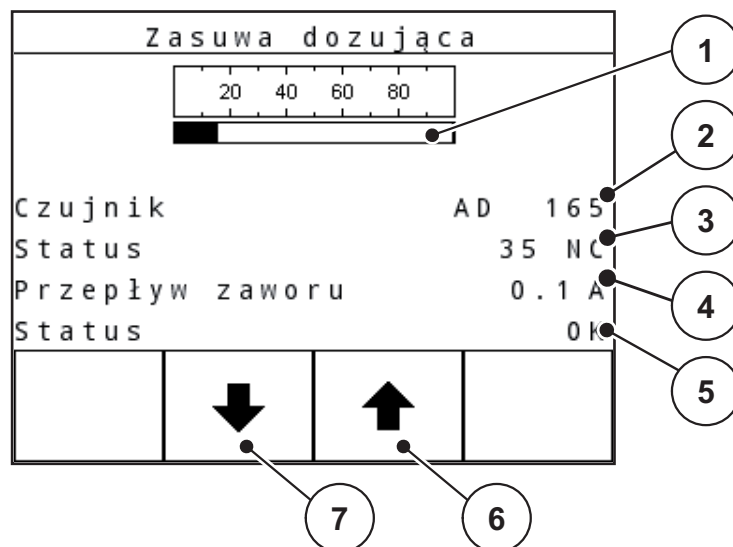 Zasuwa dozująca
20 40 60 80
1
2
Czujnik AD 165
3
Status 35 NC
Przepływ zaworu 0.1 A
4
Status OK
5
7 6